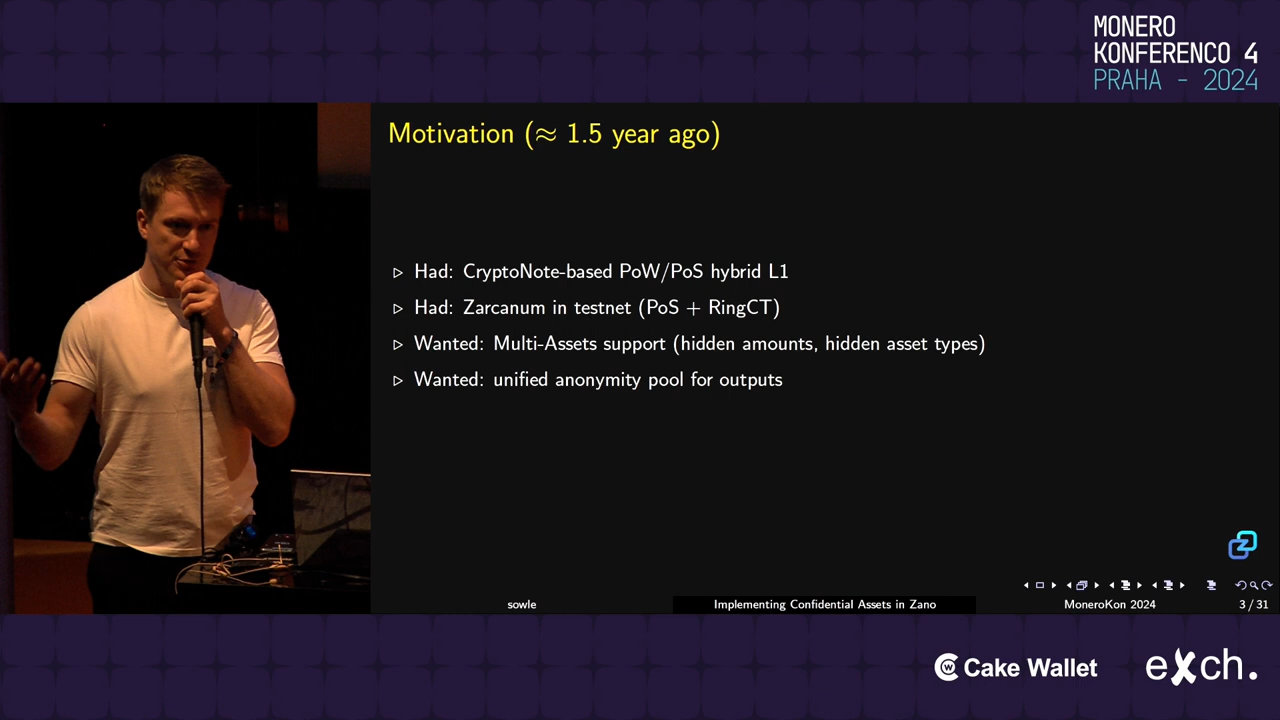 MONERO
KONFERENCO 4
PRAHA - 2024
Motivation (≈ 1.5 year ago)
▷ Had: CryptoNote-based PoW/PoS hybrid L1
▷ Had: Zarcanum in testnet (PoS + RingCT)
▷ Wanted: Multi-Assets support (hidden amounts, hidden asset types)
▷ Wanted: unified anonymity pool for outputs
sowle Implementing Confidential Assets in Zano MoneroKon 2024 3 / 31
Cake Wallet eXch.